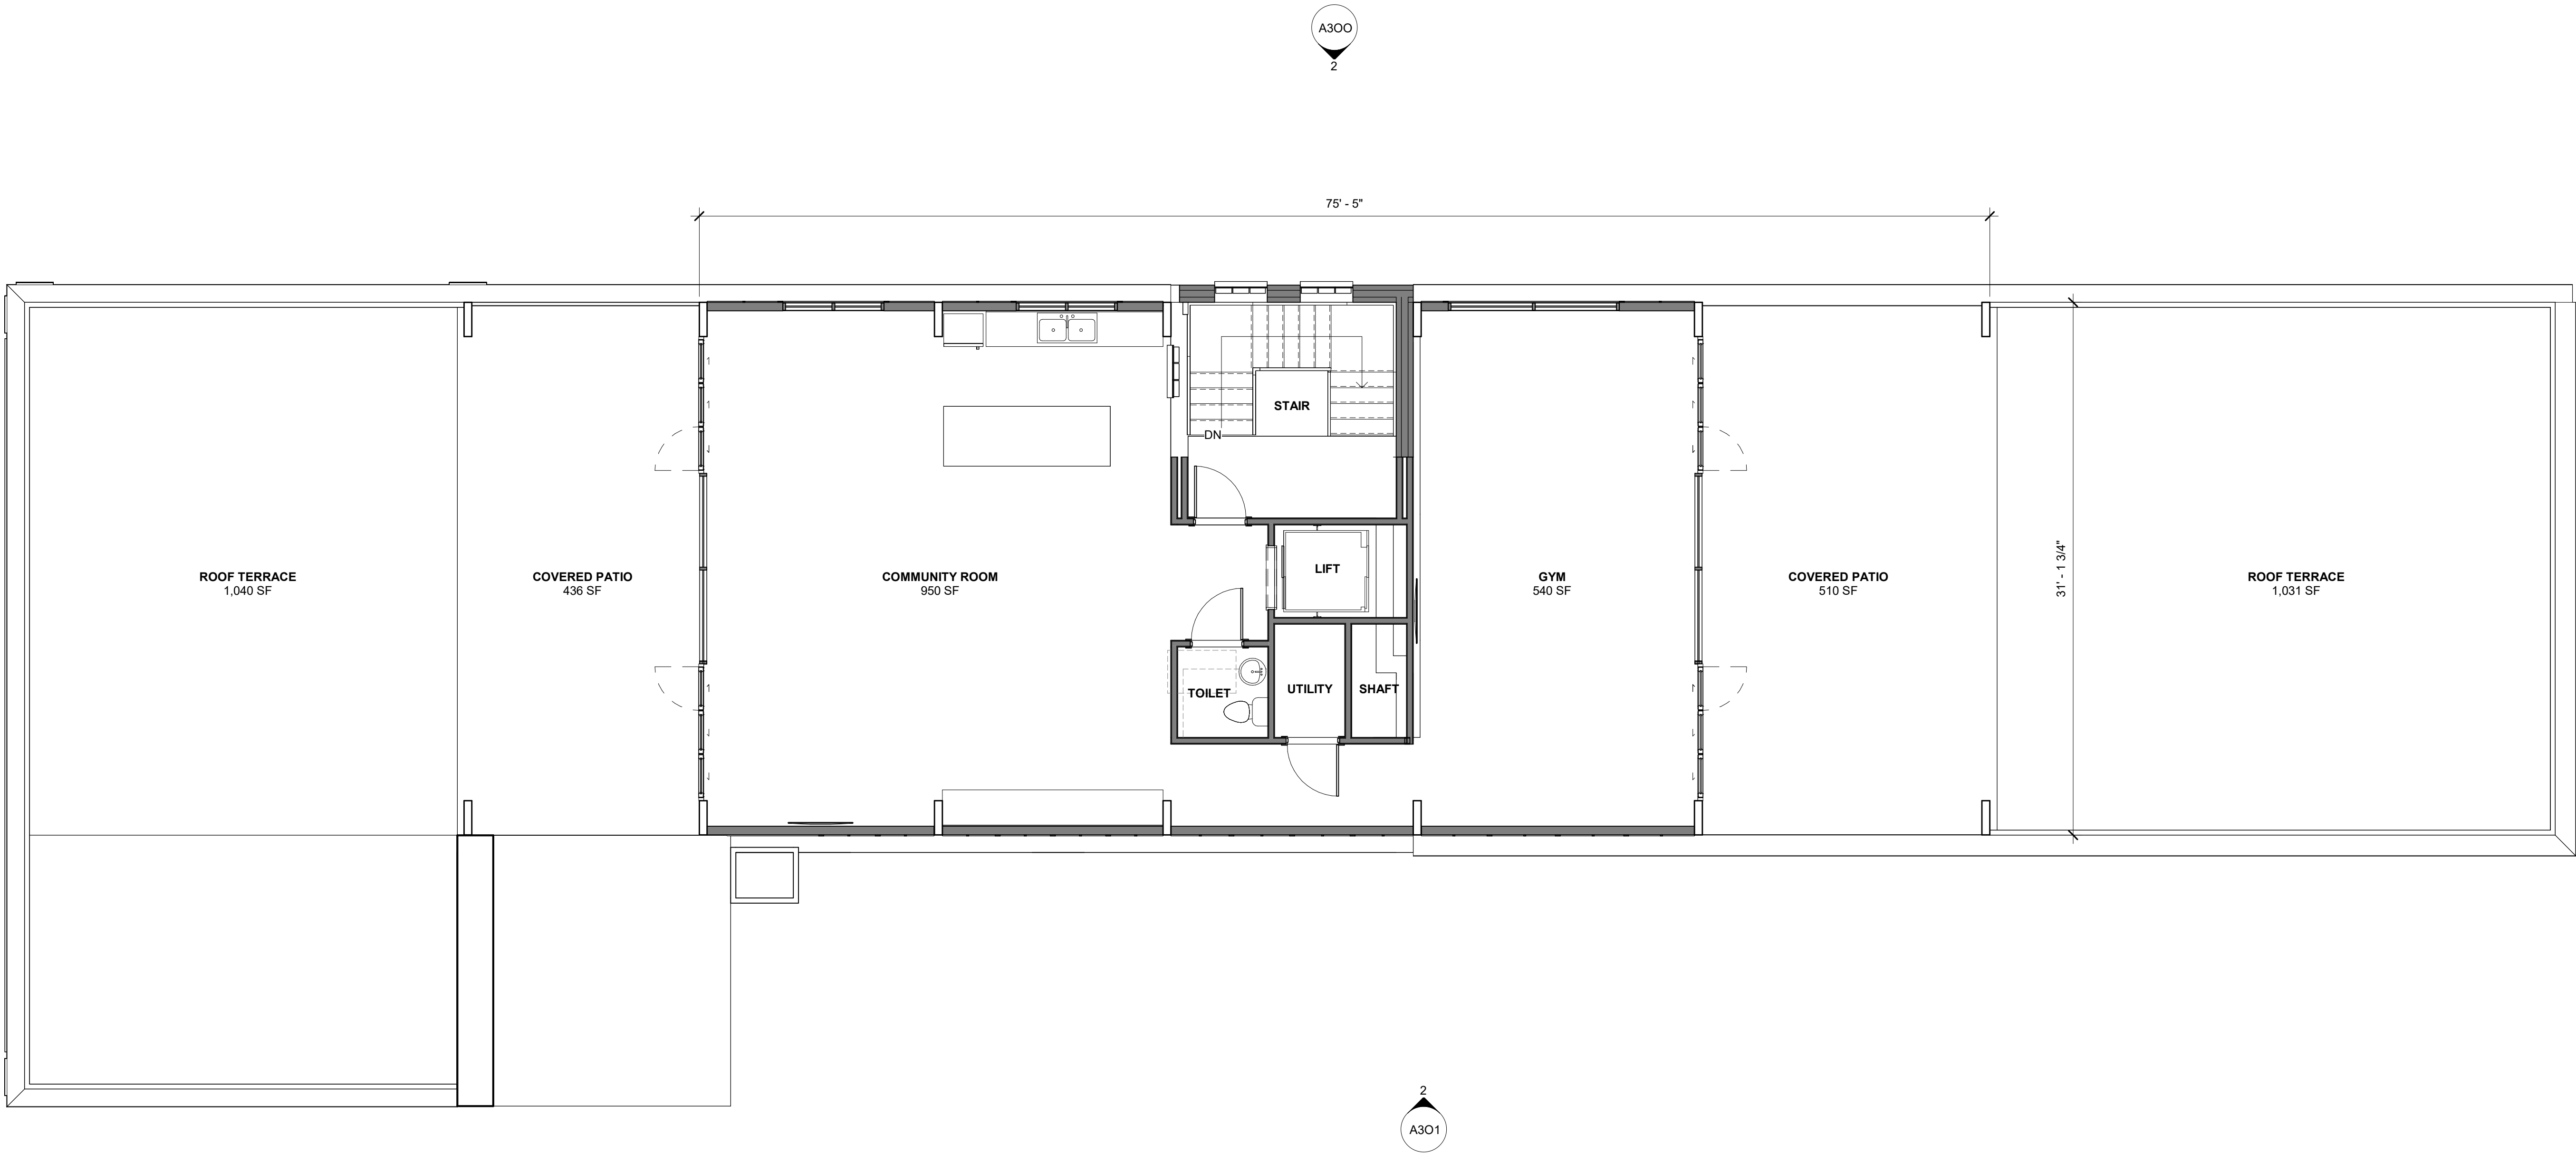 A3OO
2
75' - 5"
STAIR
DN
LIFT
ROOF TERRACE
1,040 SF
COVERED PATIO
436 SF
COMMUNITY ROOM
950 SF
GYM
540 SF
COVERED PATIO
510 SF
31' - 1 3/4"
ROOF TERRACE
1,031 SF
TOILET
UTILITY
SHAFT
2
A3O1